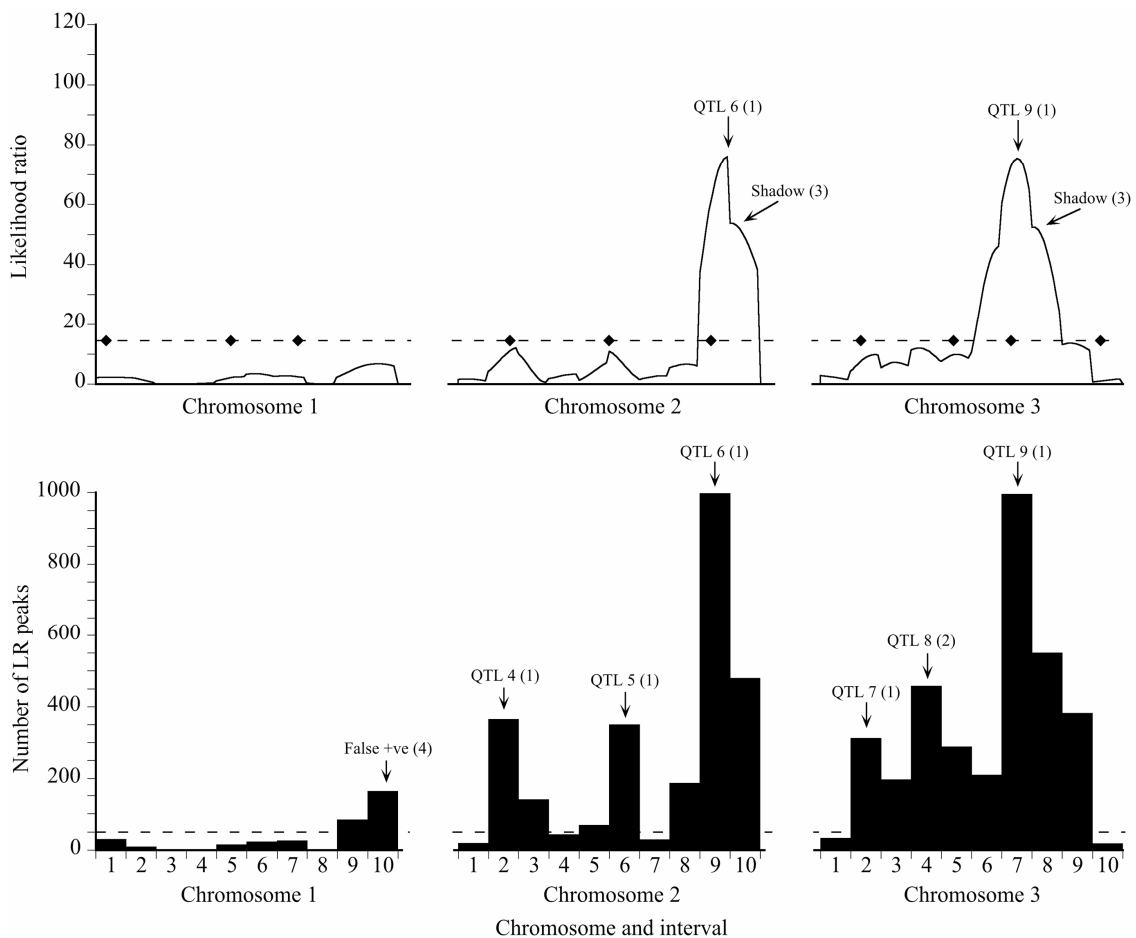 120
100
80
60
40
20
0
Likelihood ratio
QTL 6 (1)
Shadow (3)
QTL 9 (1)
Shadow (3)
Chromosome 1
Chromosome 2
Chromosome 3
1000
800
600
400
200
0
Number of LR peaks
False +ve (4)
QTL 4 (1)
QTL 5 (1)
QTL 6 (1)
QTL 7 (1)
QTL 8 (2)
QTL 9 (1)
1 2 3 4 5 6 7 8 9 10
1 2 3 4 5 6 7 8 9 10
1 2 3 4 5 6 7 8 9 10
Chromosome 1
Chromosome 2
Chromosome 3
Chromosome and interval